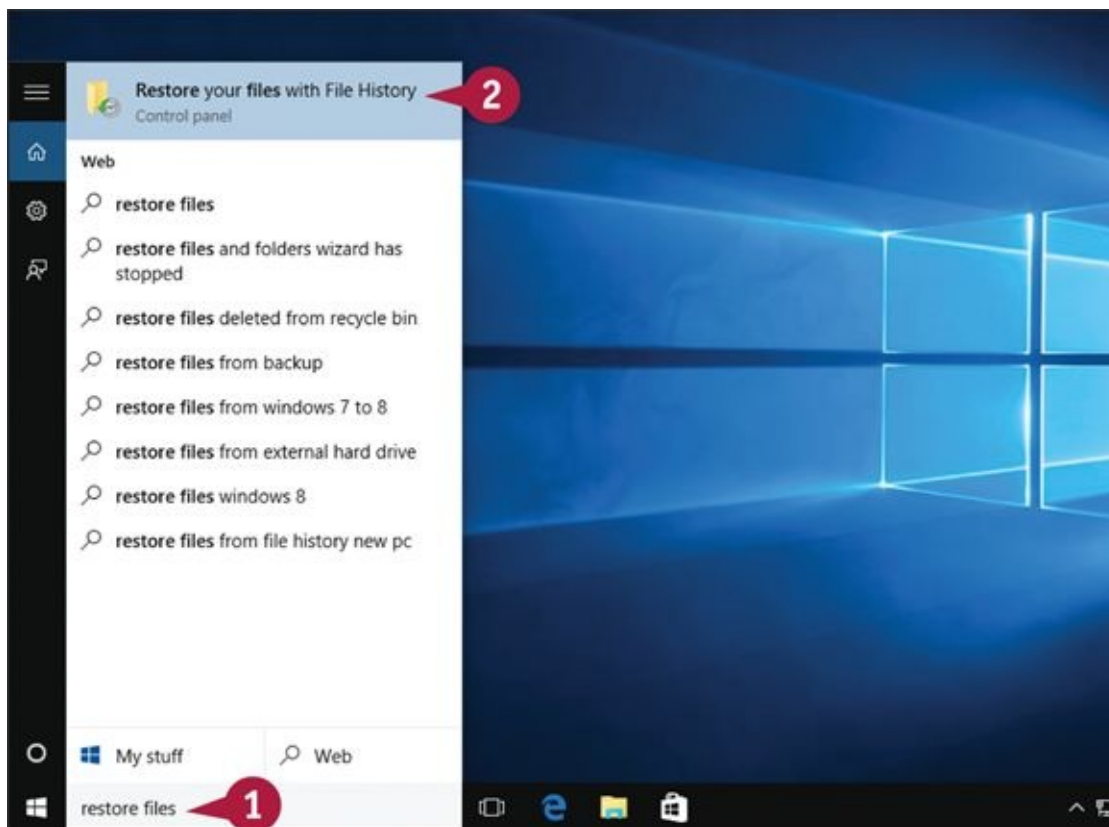 Restore your files with File History
2
Control panel
Web
restore files
restore files and folders wizard has
stopped
restore files deleted from recycle bin
restore files from backup
restore files from windows 7 to 8
restore files from external hard drive
restore files windows 8
restore files from file history new pc
My stuff
Web
restore files
1